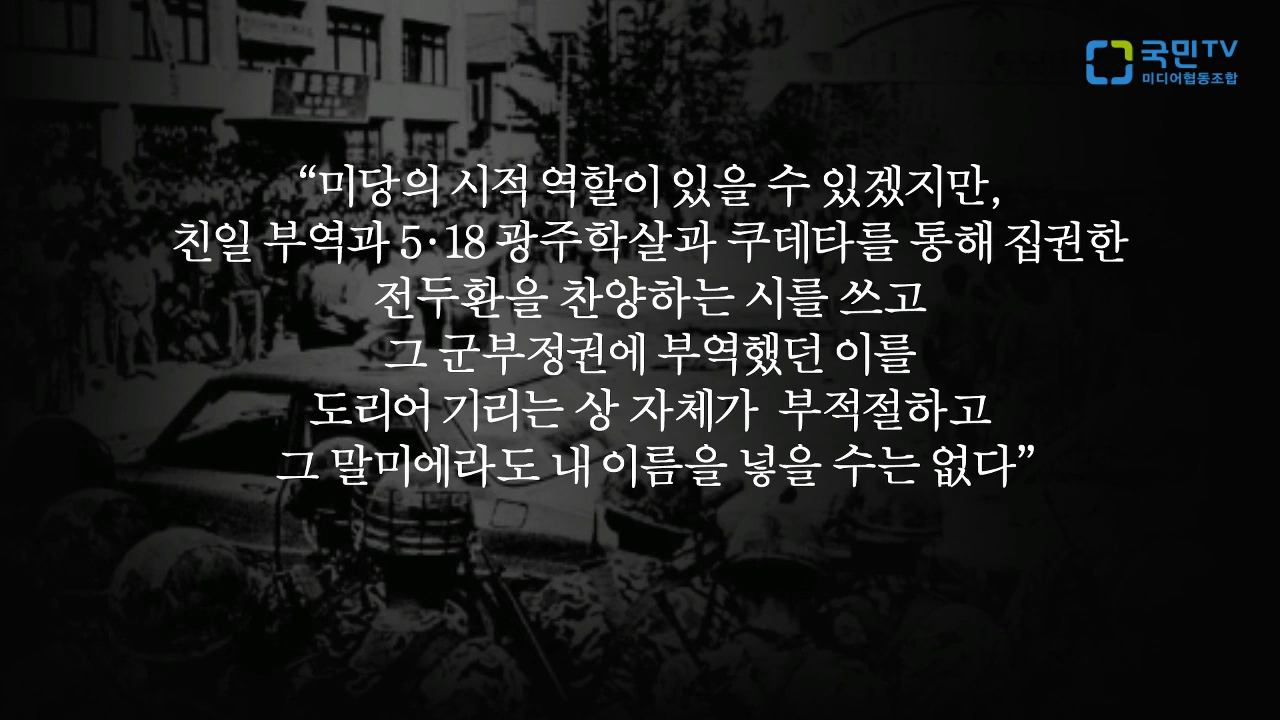 국민TV
미디어협동조합
“미당의 시적 역할이 있을 수 있겠지만,
친일 부역과 5·18 광주학살과 쿠데타를 통해 집권한
전두환을 찬양하는 시를 쓰고
그 군부정권에 부역했던 이를
도리어 기리는 상 자체가 부적절하고
그 말미에라도 내 이름을 넣을 수는 없다”